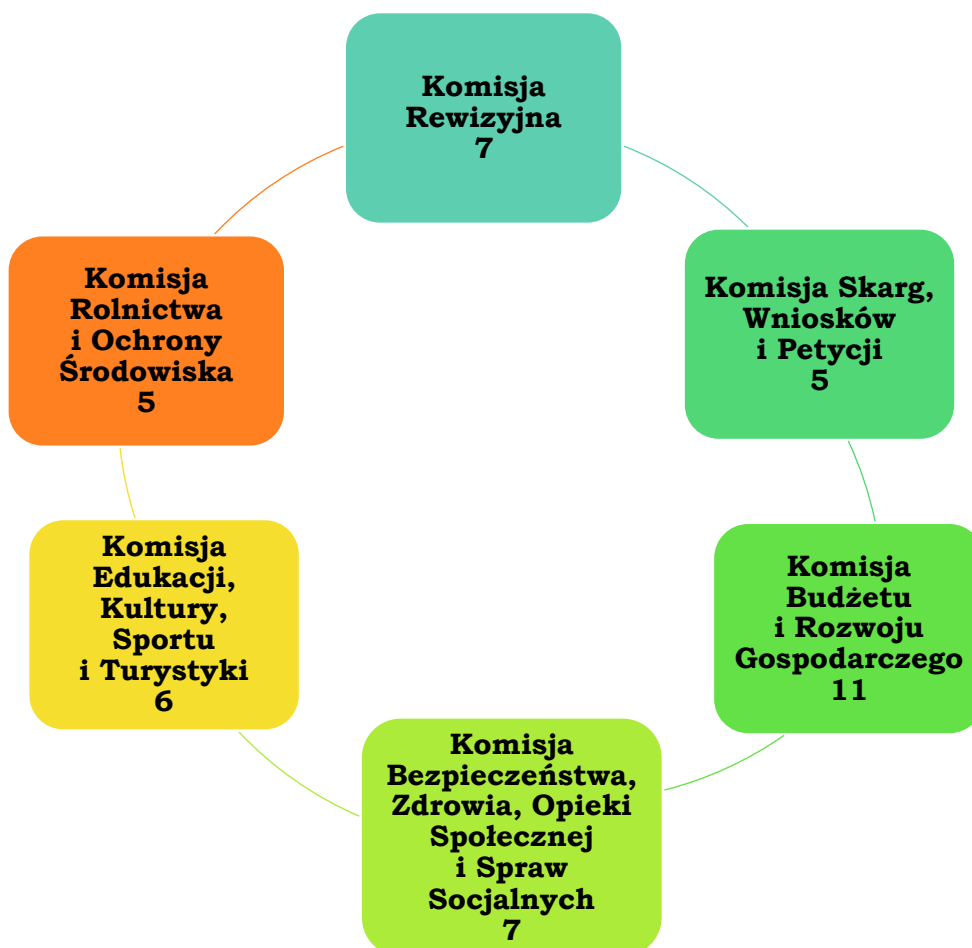 Komisja
Rewizyjna
7
Komisja Skarg,
Wniosków
i Petycji
5
Komisja
Budżetu
i Rozwoju
Gospodarczego
11
Komisja
Bezpieczeństwa,
Zdrowia, Opieki
Społecznej
i Spraw
Socjalnych
7
Komisja
Edukacji,
Kultury,
Sportu
i Turystyki
6
Komisja
Rolnictwa
i Ochrony
Środowiska
5